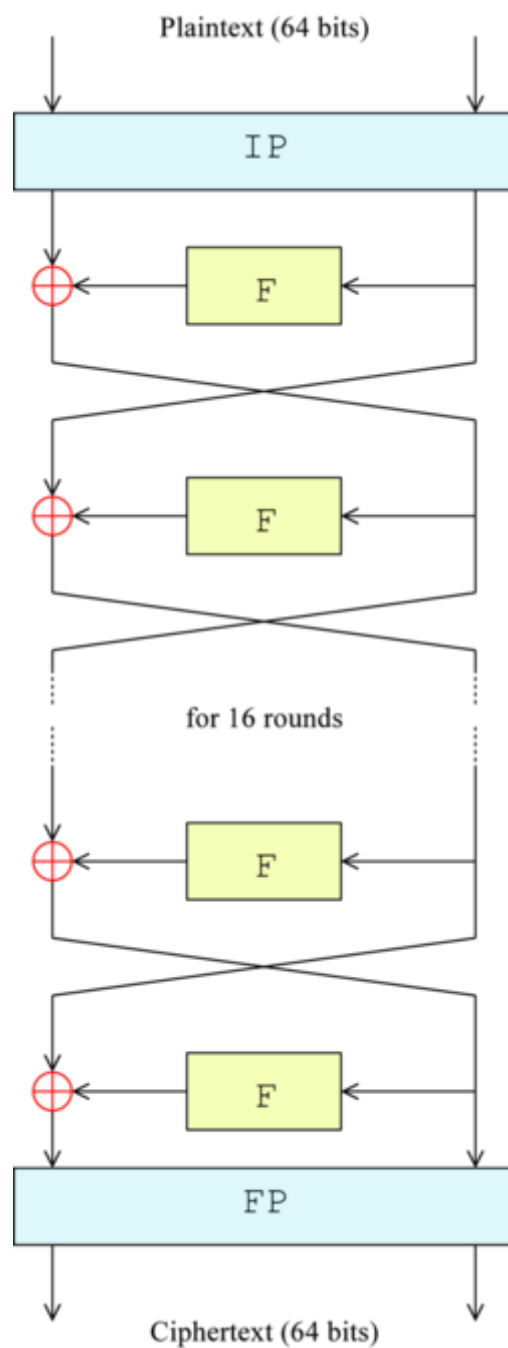 Plaintext (64 bits)
IP
F
F
for 16 rounds
F
F
FP
Ciphertext (64 bits)